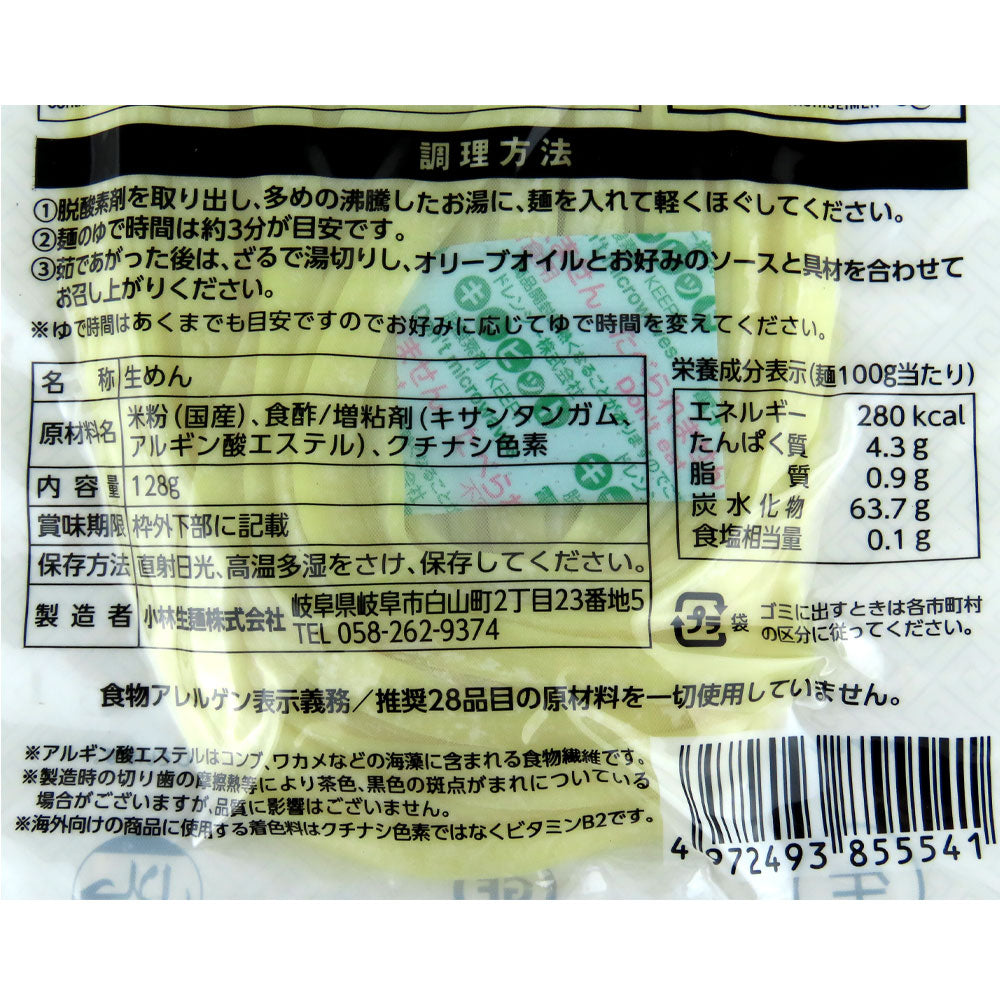 調理方法
①脱酸素剤を取り出し、多めの沸騰したお湯に、麺を入れて軽くほぐしてください。
②麺のゆで時間は約3分が目安です。
③茹であがった後は、ざるで湯切りし、オリーブオイルとお好みのソースと具材を合わせて
お召し上がりください。
※ゆで時間はあくまでも目安ですのでお好みに応じてゆで時間を変えてください。
名 称 生めん
原材料名 米粉(国産)、食酢/増粘剤(キサンタンガム、
アルギン酸エステル)、クチナシ色素
内容量 128g
賞味期限 枠外下部に記載
保存方法 直射日光、高温多湿をさけ、保存してください。
製造者 小林生麺株式会社 岐阜県岐阜市白山町2丁目23番地5
TEL 058-262-9374
栄養成分表示(麺100g当たり)
エネルギー 280 kcal
たんぱく質 4.3 g
脂質 0.9 g
炭水化物 63.7 g
食塩相当量 0.1 g
プラ 袋 ゴミに出すときは各市町村
の区分に従ってください。
食物アレルゲン表示義務/推奨28品目の原材料を一切使用していません。
※アルギン酸エステルはコンブ、ワカメなどの海藻に含まれる食物繊維です。
※製造時の切り歯の摩擦熱等により茶色、黒色の斑点がまれについている
場合がございますが、品質に影響はございません。
※海外向けの商品に使用する着色料はクチナシ色素ではなくビタミンB2です。
4 972493 855541